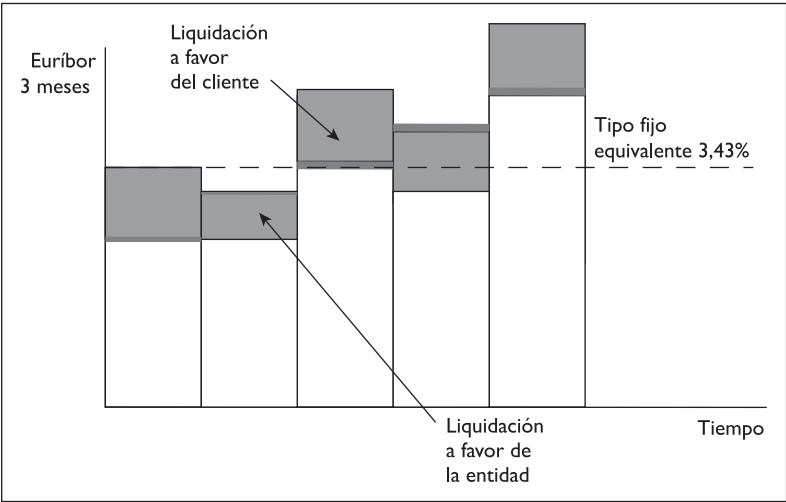 Euríbor
3 meses
Liquidación
a favor
del cliente
Tipo fijo
equivalente 3,43%
Liquidación
a favor de
la entidad
Tiempo